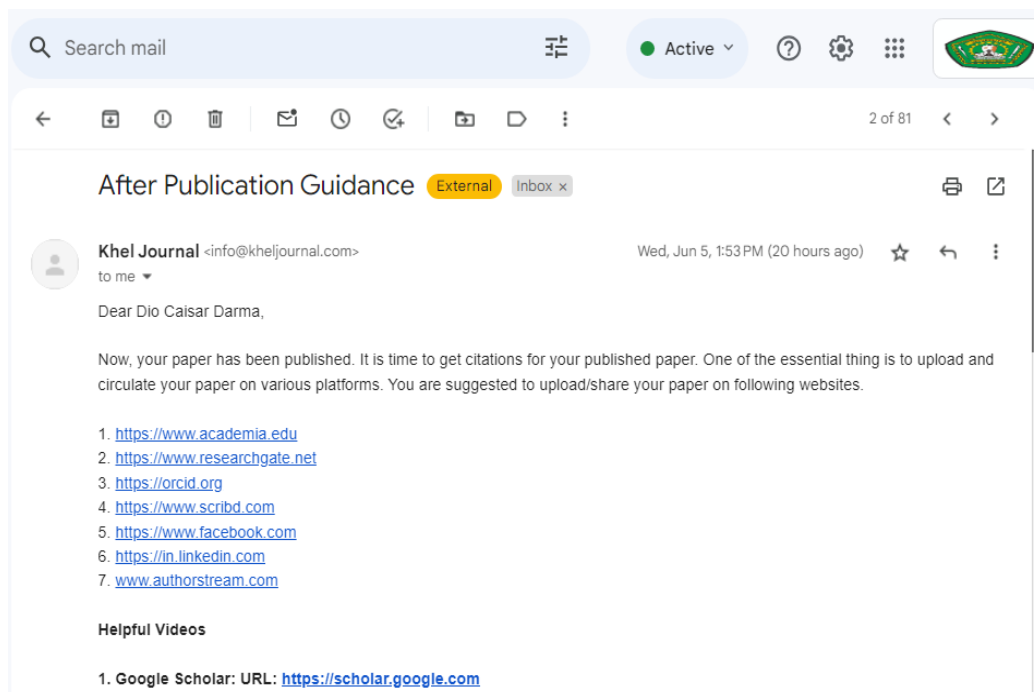 Search mail
Active
2 of 81
After Publication Guidance External Inbox x
Khel Journal <info@kheljournal.com> Wed, Jun 5, 1:53 PM (20 hours ago)
to me
Dear Dio Caisar Darma,
Now, your paper has been published. It is time to get citations for your published paper. One of the essential thing is to upload and
circulate your paper on various platforms. You are suggested to upload/share your paper on following websites.
1. https://www.academia.edu
2. https://www.researchgate.net
3. https://orcid.org
4. https://www.scribd.com
5. https://www.facebook.com
6. https://in.linkedin.com
7. www.authorstream.com
Helpful Videos
1. Google Scholar: URL: https://scholar.google.com